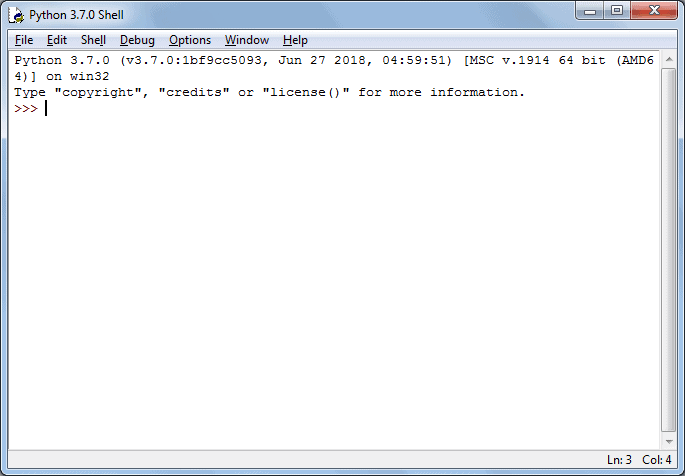 Python 3.7.0 Shell
File Edit Shell Debug Options Window Help
Python 3.7.0 (v3.7.0:1bf9cc5093, Jun 27 2018, 04:59:51) [MSC v.1914 64 bit (AMD6
4)] on win32
Type "copyright", "credits" or "license()" for more information.
>>>
Ln: 3 Col: 4